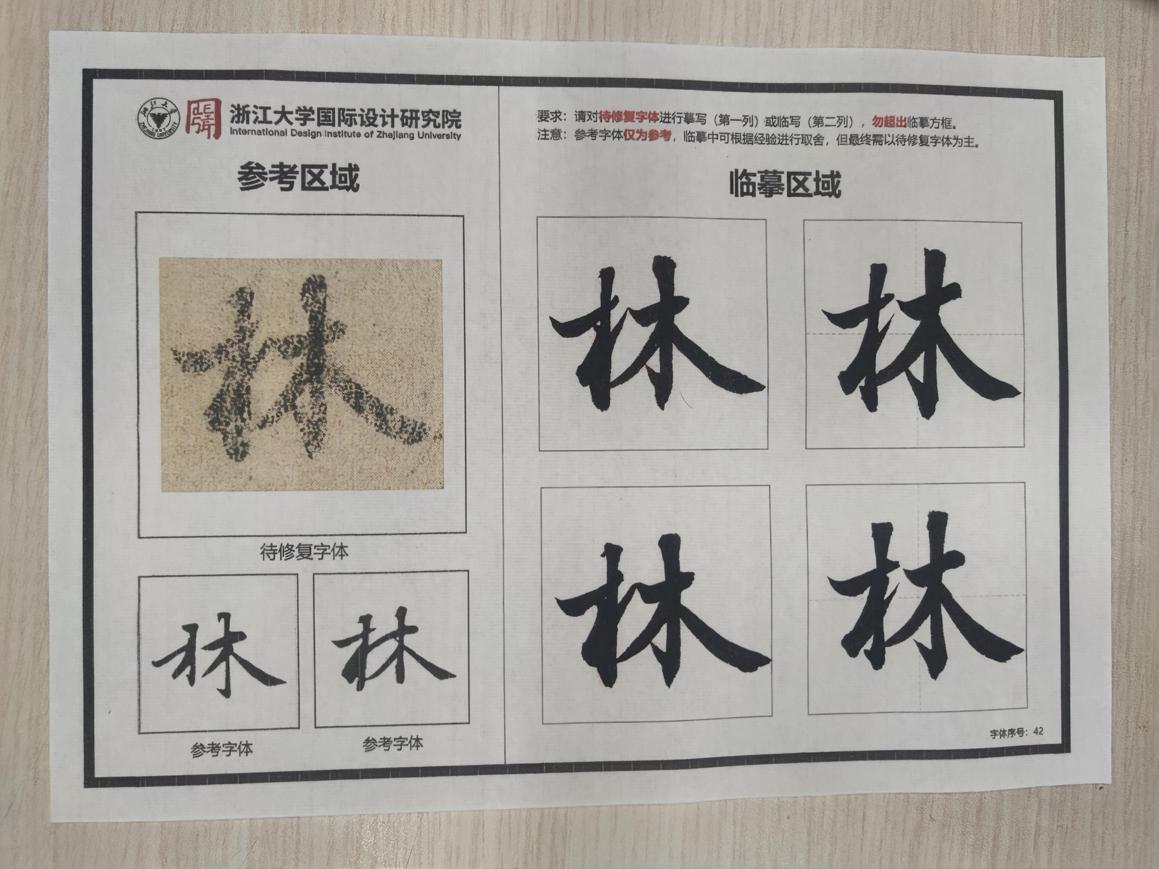 浙江大学国际设计研究院
International Design Institute of Zhejiang University
参考区域
林
待修复字体
林
林
参考字体
参考字体
要求：请对待修复字体进行摹写（第一列）或临写（第二列），勿超出临摹方框。
注意：参考字体仅为参考，临摹中可根据经验进行取舍，但最终需以待修复字体为主。
临摹区域
林
林
林
林
字体序号：42